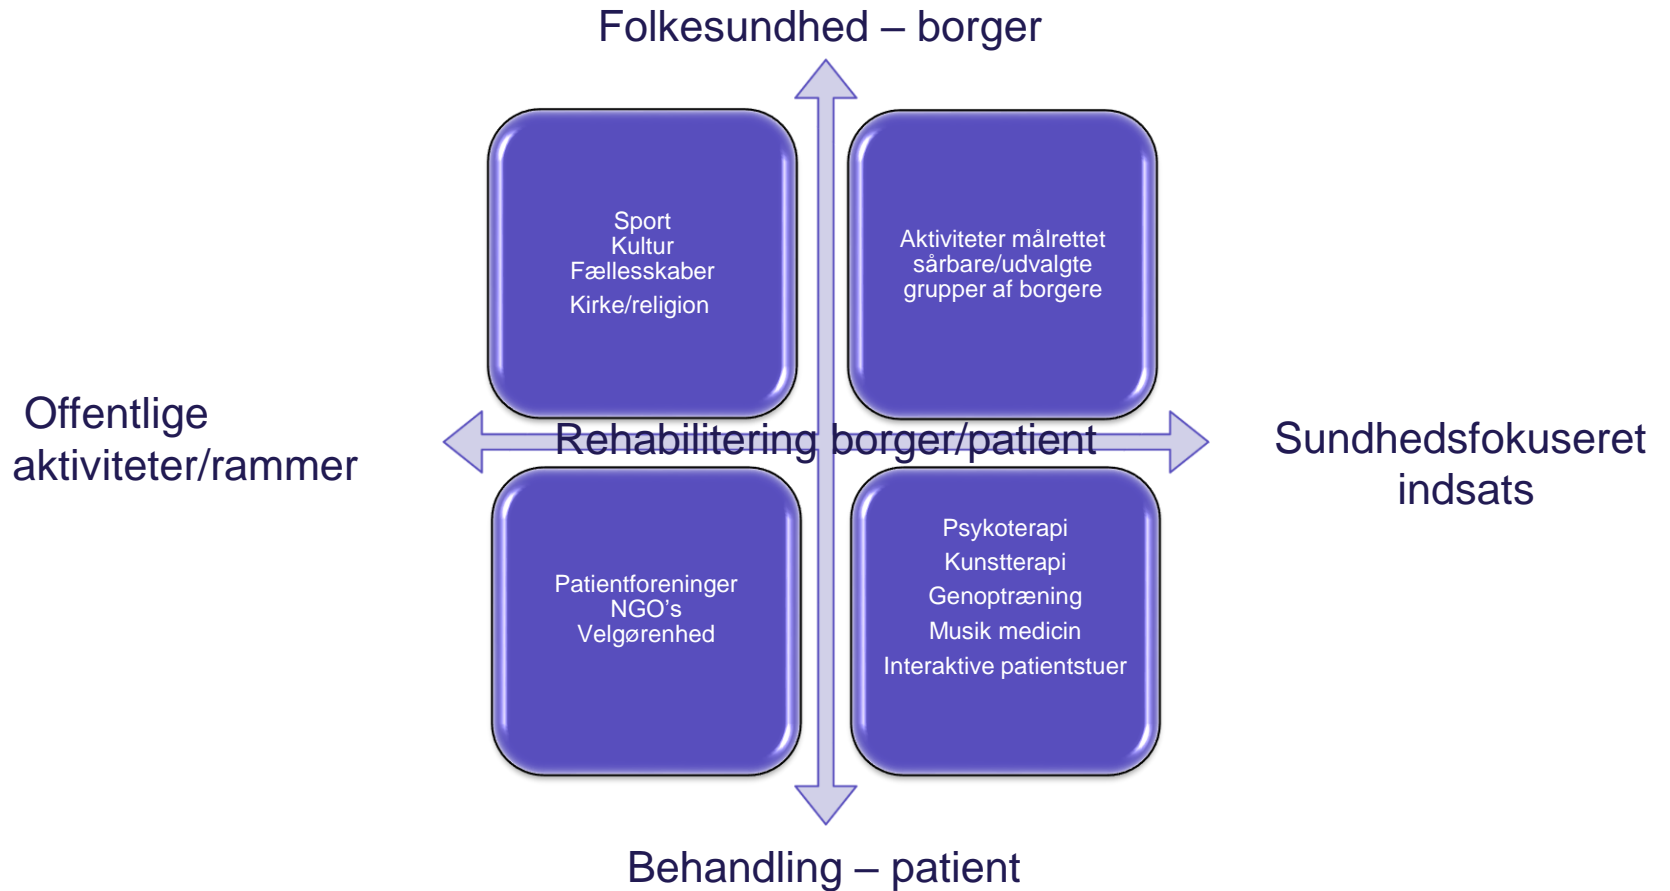 Folkesundhed – borger
Sport
Kultur
Fællesskaber
Kirke/religion
Aktiviteter målrettet
sårbare/udvalgte
grupper af borgere
Offentlige
aktiviteter/rammer
Rehabilitering borger/patient
Sundhedsfokuseret
indsats
Patientforeninger
NGO’s
Velgørenhed
Psykoterapi
Kunstterapi
Genoptræning
Musik medicin
Interaktive patientstuer
Behandling – patient